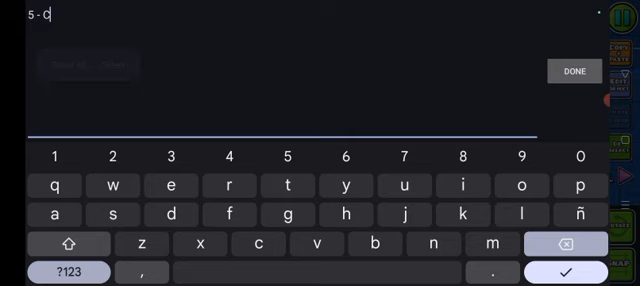 5 - C
DONE
1 2 3 4 5 6 7 8 9 0
q w e r t y u i o p
a s d f g h j k l ñ
z x c v b n m
?123 , .